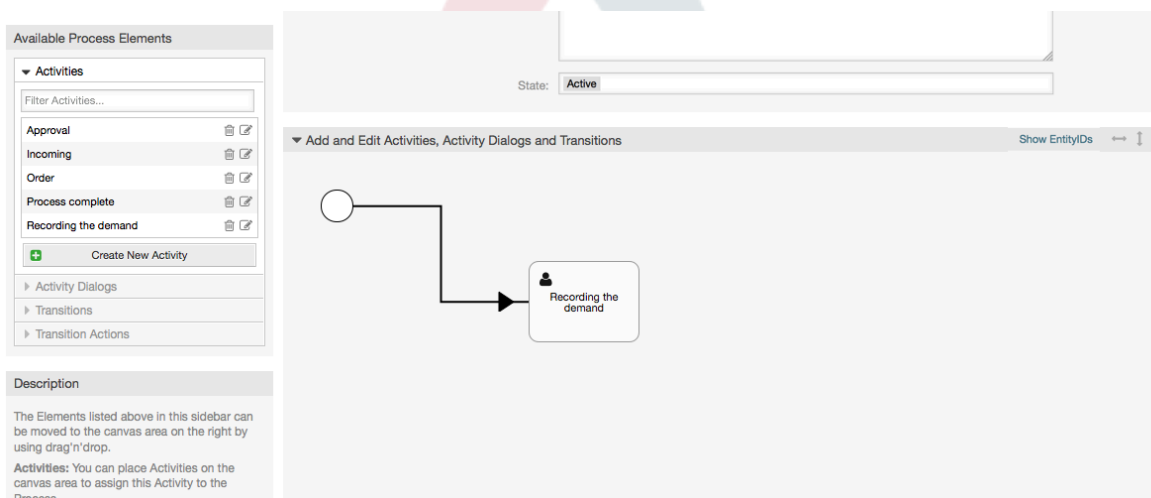 Available Process Elements
Activities
Filter Activities...
Approval
Incoming
Order
Process complete
Recording the demand
Create New Activity
Activity Dialogs
Transitions
Transition Actions
Description
The Elements listed above in this sidebar can
be moved to the canvas area on the right by
using drag'n'drop.
Activities: You can place Activities on the
canvas area to assign this Activity to the
Process
State: Active
Add and Edit Activities, Activity Dialogs and Transitions
Show EntityIDs
Recording the
demand